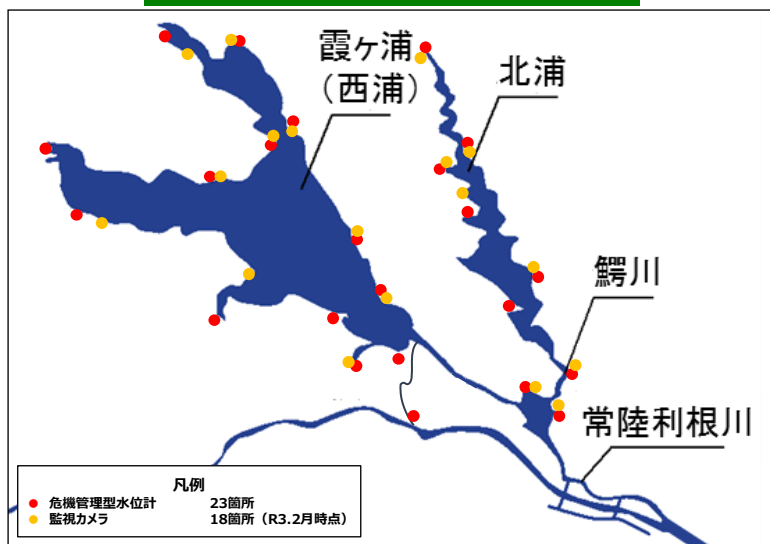 霞ヶ浦
（西浦）
北浦
鰐川
常陸利根川
凡例
危機管理型水位計 23箇所
監視カメラ 18箇所（R3.2月時点）